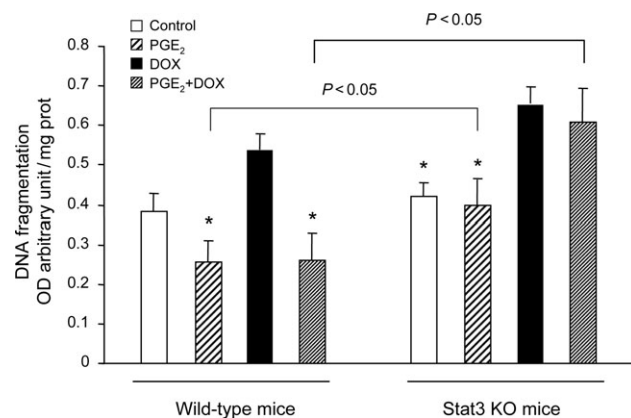 Control
PGE₂
DOX
PGE₂+DOX
P < 0.05
P < 0.05
DNA fragmentation
OD arbitrary unit/mg prot
0.8
0.7
0.6
0.5
0.4
0.3
0.2
0.1
0
*
*
*
*
Wild-type mice
Stat3 KO mice